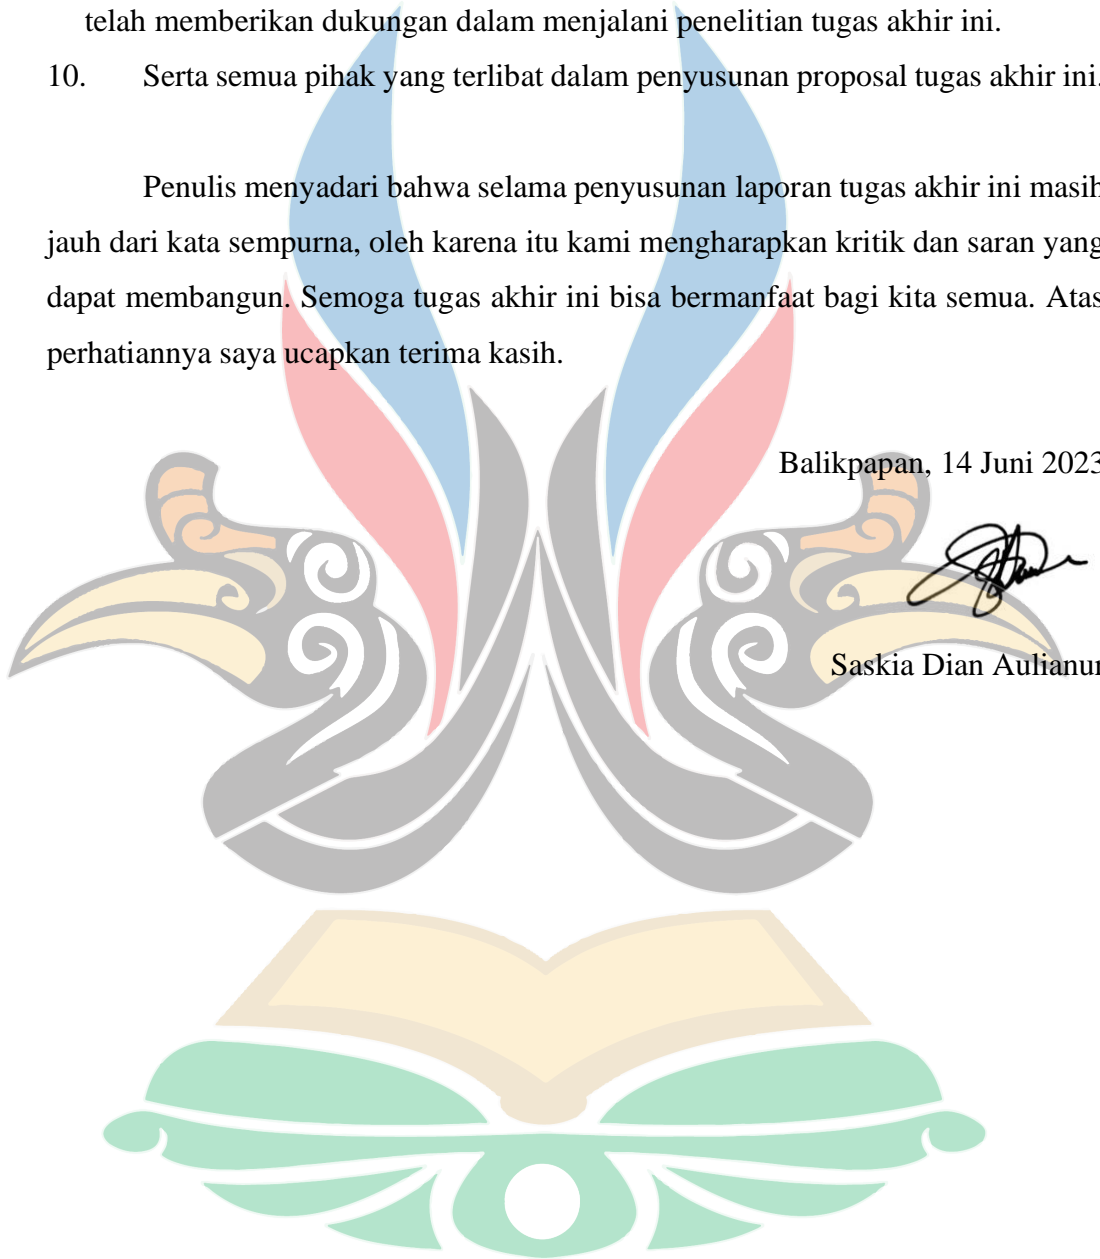 telah memberikan dukungan dalam menjalani penelitian tugas akhir ini.
10. Serta semua pihak yang terlibat dalam penyusunan proposal tugas akhir ini.
Penulis menyadari bahwa selama penyusunan laporan tugas akhir ini masih
jauh dari kata sempurna, oleh karena itu kami mengharapkan kritik dan saran yang
dapat membangun. Semoga tugas akhir ini bisa bermanfaat bagi kita semua. Atas
perhatiannya saya ucapkan terima kasih.
Balikpapan, 14 Juni 2023
Saskia Dian Aulianur